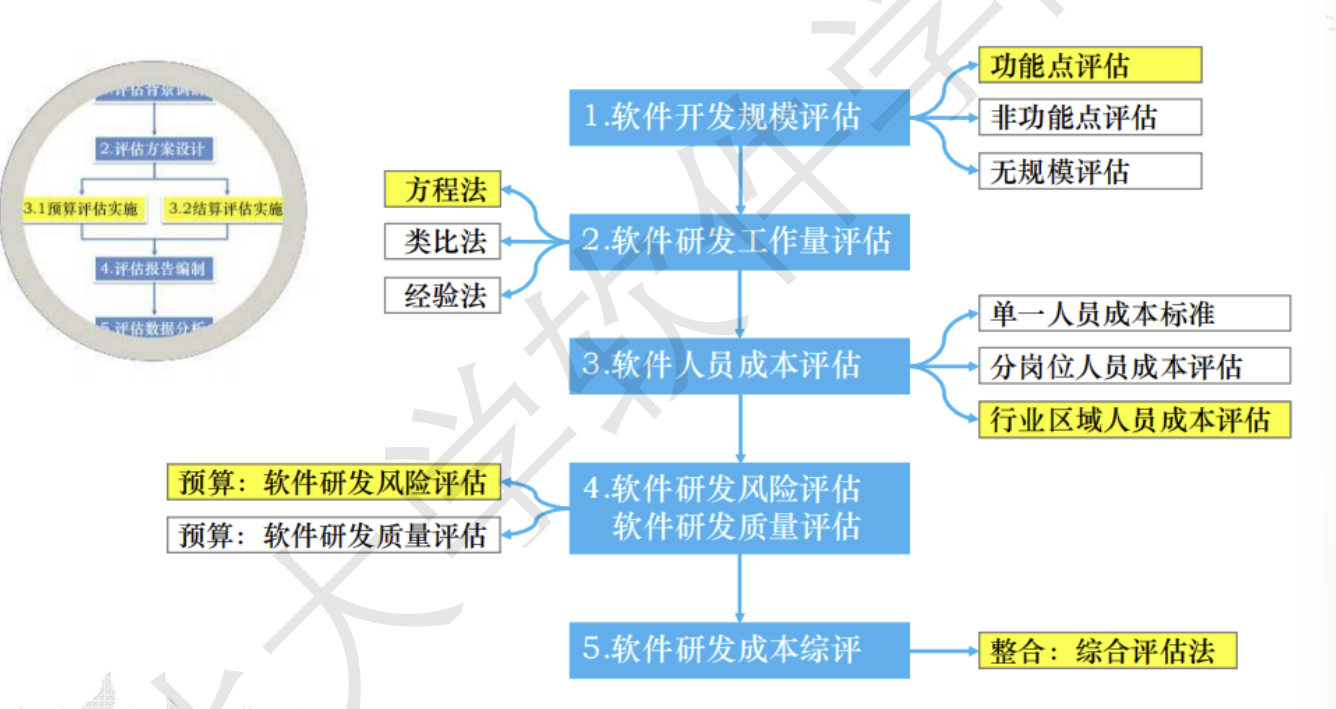 评估背景调
2.评估方案设计
3.1预算评估实施
3.2结算评估实施
4.评估报告编制
5.评估数据分析
1.软件开发规模评估
功能点评估
非功能点评估
无规模评估
方程法
类比法
经验法
2.软件研发工作量评估
3.软件人员成本评估
单一人员成本标准
分岗位人员成本评估
行业区域人员成本评估
预算：软件研发风险评估
预算：软件研发质量评估
4.软件研发风险评估
软件研发质量评估
5.软件研发成本综评
整合：综合评估法
大学软件学